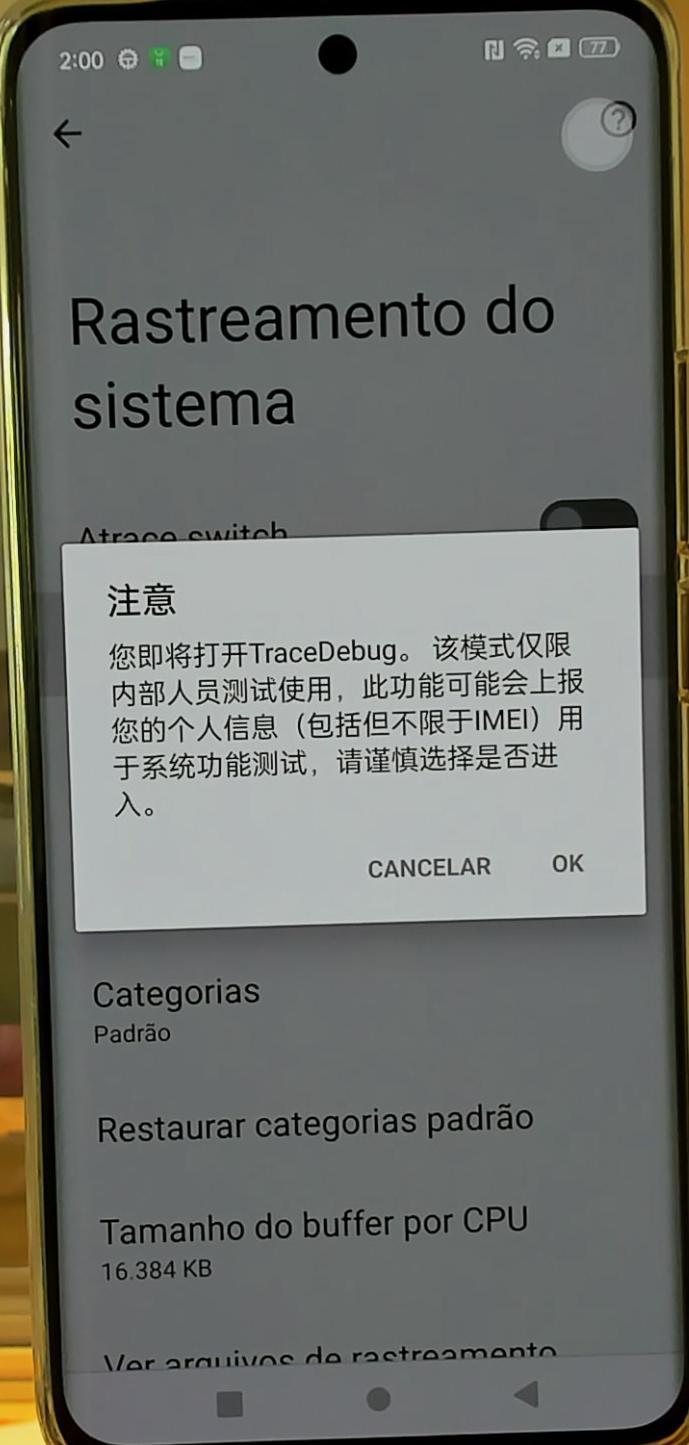 2:00
77
Rastreamento do
sistema
Atrace switch
注意
您即将打开TraceDebug。 该模式仅限
内部人员测试使用，此功能可能会上报
您的个人信息（包括但不限于IMEI）用
于系统功能测试，请谨慎选择是否进
入。
CANCELAR OK
Categorias
Padrão
Restaurar categorias padrão
Tamanho do buffer por CPU
16.384 KB
Ver arquivos de rastreamento